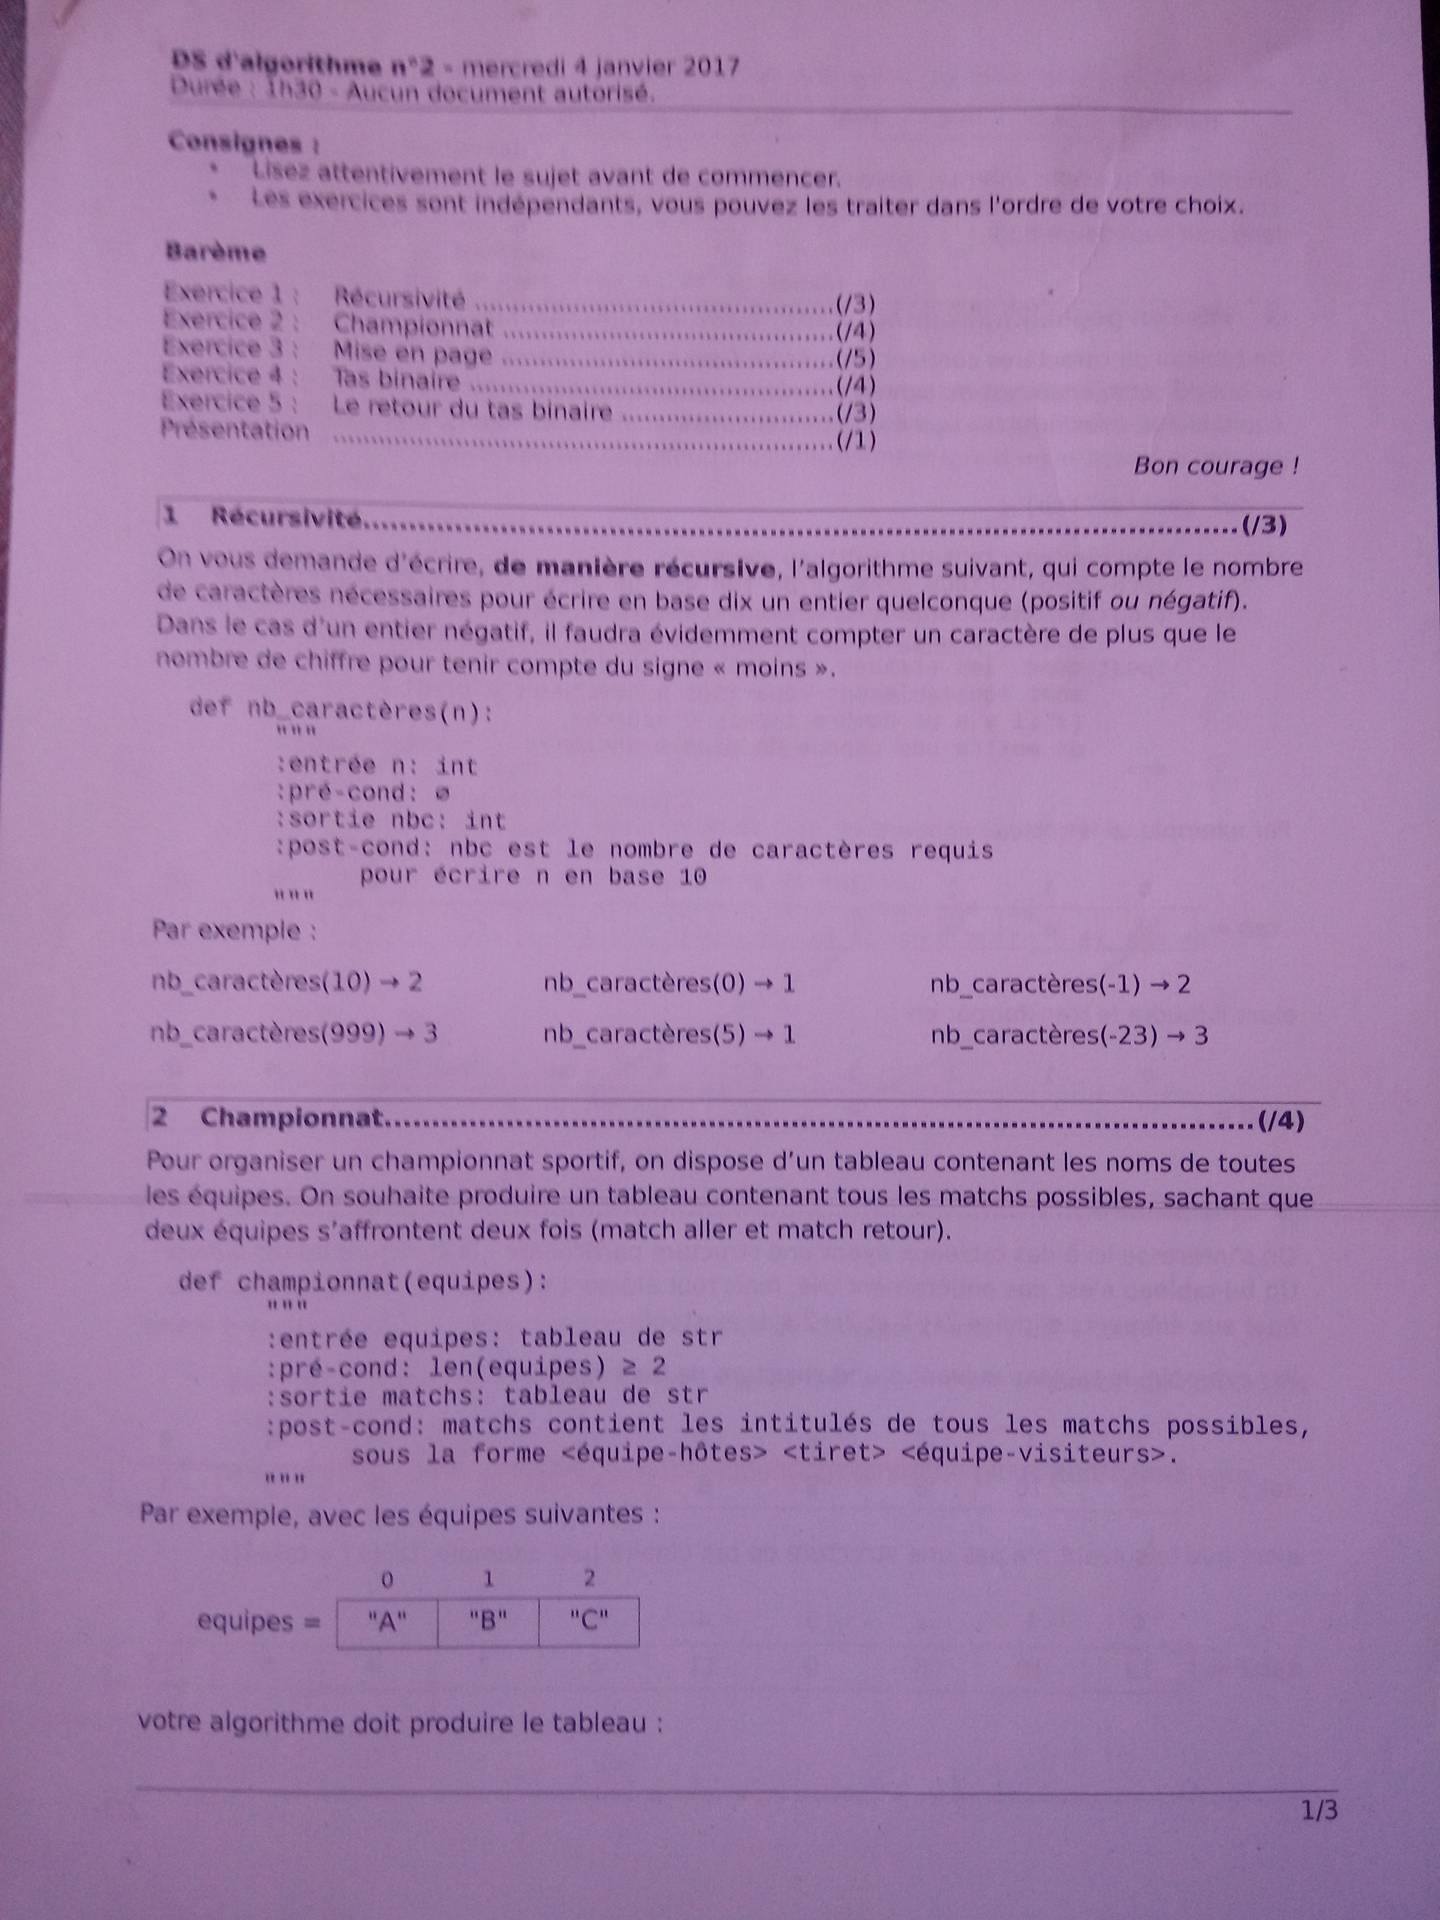 DS d'algorithme n°2 - mercredi 4 janvier 2017
Durée : 1h30 - Aucun document autorisé.
Consignes :
• Lisez attentivement le sujet avant de commencer.
• Les exercices sont indépendants, vous pouvez les traiter dans l'ordre de votre choix.
Barème
Exercice 1 : Récursivité ................................................(/3)
Exercice 2 : Championnat ............................................(/4)
Exercice 3 : Mise en page ............................................(/5)
Exercice 4 : Tas binaire ................................................(/4)
Exercice 5 : Le retour du tas binaire ............................(/3)
Présentation ..................................................................(/1)
Bon courage !
1 Récursivité..........................................................................................(/3)
On vous demande d'écrire, de manière récursive, l'algorithme suivant, qui compte le nombre
de caractères nécessaires pour écrire en base dix un entier quelconque (positif ou négatif).
Dans le cas d'un entier négatif, il faudra évidemment compter un caractère de plus que le
nombre de chiffre pour tenir compte du signe « moins ».
def nb_caractères(n):
"""
:entrée n: int
:pré-cond: ∅
:sortie nbc: int
:post-cond: nbc est le nombre de caractères requis
pour écrire n en base 10
"""
Par exemple :
nb_caractères(10) → 2 nb_caractères(0) → 1 nb_caractères(-1) → 2
nb_caractères(999) → 3 nb_caractères(5) → 1 nb_caractères(-23) → 3
2 Championnat.......................................................................................(/4)
Pour organiser un championnat sportif, on dispose d'un tableau contenant les noms de toutes
les équipes. On souhaite produire un tableau contenant tous les matchs possibles, sachant que
deux équipes s'affrontent deux fois (match aller et match retour).
def championnat(equipes):
"""
:entrée equipes: tableau de str
:pré-cond: len(equipes) ≥ 2
:sortie matchs: tableau de str
:post-cond: matchs contient les intitulés de tous les matchs possibles,
sous la forme <équipe-hôtes> <tiret> <équipe-visiteurs>.
"""
Par exemple, avec les équipes suivantes :
0 1 2
equipes = "A" "B" "C"
votre algorithme doit produire le tableau :
1/3